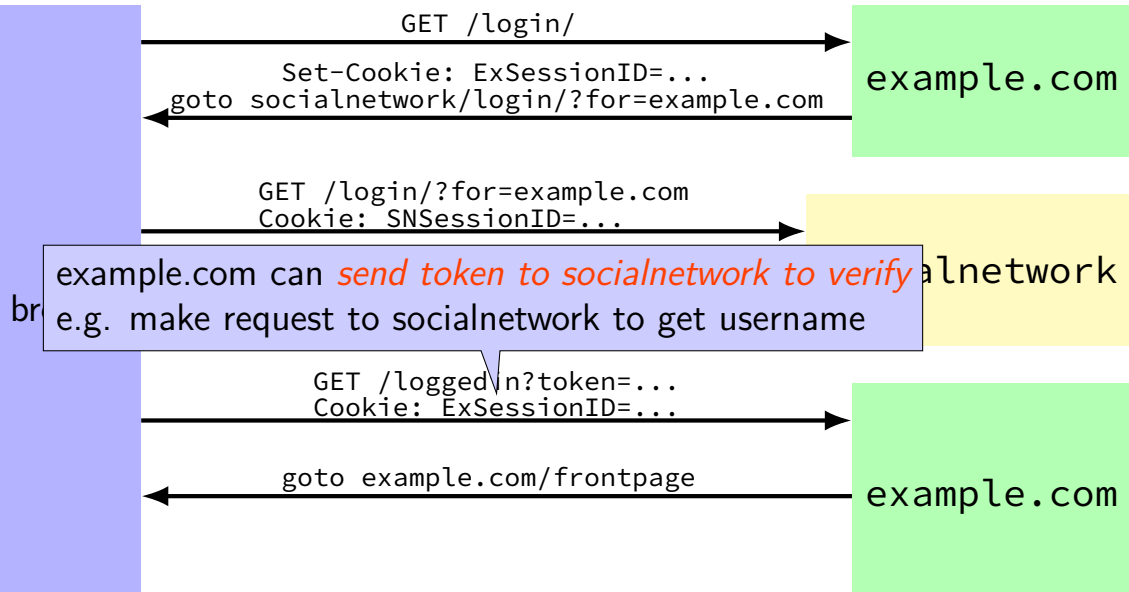 GET /login/
Set-Cookie: ExSessionID=...
goto socialnetwork/login/?for=example.com
example.com
GET /login/?for=example.com
Cookie: SNSessionID=...
alnetwork
br
example.com can send token to socialnetwork to verify
e.g. make request to socialnetwork to get username
GET /loggedin?token=...
Cookie: ExSessionID=...
goto example.com/frontpage
example.com